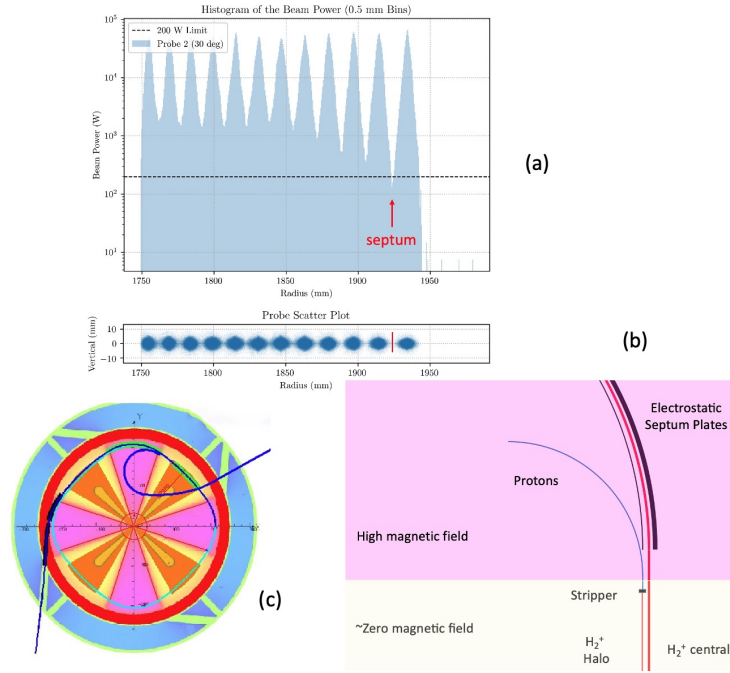 Histogram of the Beam Power (0.5 mm Bins)
10⁵
200 W Limit
Probe 2 (30 deg)
10⁴
10³
10²
10¹
Beam Power (W)
septum
1750
1800
1850
1900
1950
Radius (mm)
(a)
Probe Scatter Plot
Vertical (mm)
10
0
−10
1750
1800
1850
1900
1950
Radius (mm)
(b)
Electrostatic
Septum Plates
Protons
High magnetic field
Stripper
~Zero magnetic field
H₂⁺
Halo
H₂⁺ central
Y
(c)